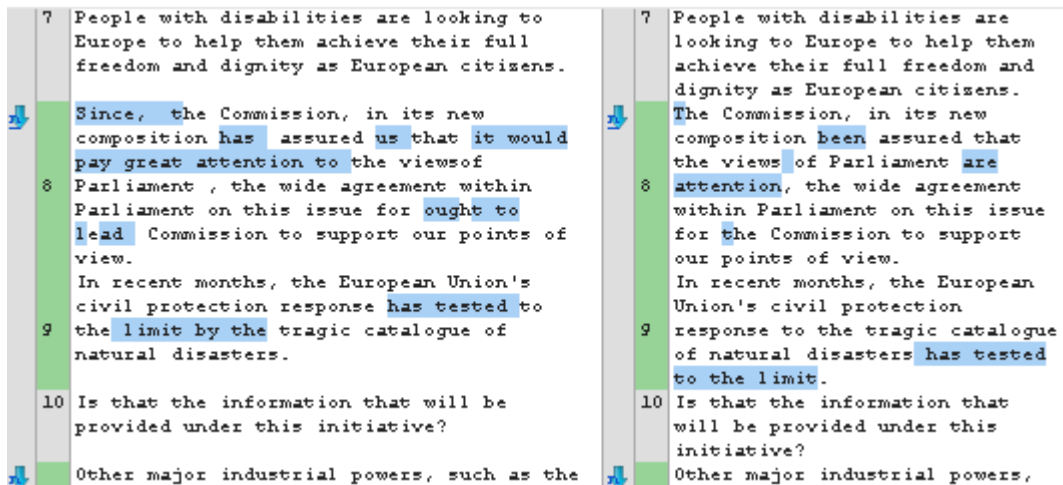 7 People with disabilities are looking to
Europe to help them achieve their full
freedom and dignity as European citizens.
Since, the Commission, in its new
composition has assured us that it would
pay great attention to the viewsof
8 Parliament , the wide agreement within
Parliament on this issue for ought to
lead Commission to support our points of
view.
In recent months, the European Union's
civil protection response has tested to
9 the limit by the tragic catalogue of
natural disasters.
10 Is that the information that will be
provided under this initiative?
Other major industrial powers, such as the
7 People with disabilities are
looking to Europe to help them
achieve their full freedom and
dignity as European citizens.
The Commission, in its new
composition been assured that
the views of Parliament are
8 attention, the wide agreement
within Parliament on this issue
for the Commission to support
our points of view.
In recent months, the European
Union's civil protection
9 response to the tragic catalogue
of natural disasters has tested
to the limit.
10 Is that the information that
will be provided under this
initiative?
Other major industrial powers,